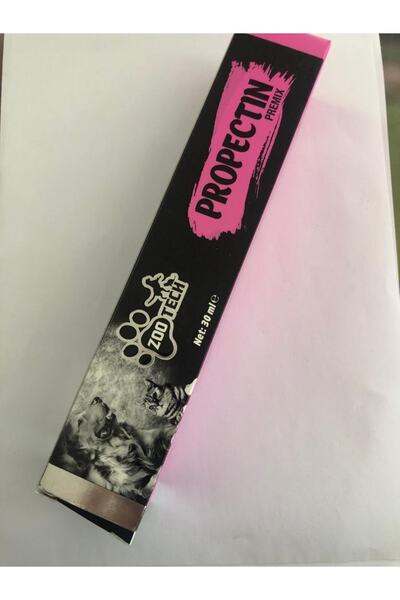 PROPECTIN
PREMIX
ZOO
TECH
Net: 30 ml ℮